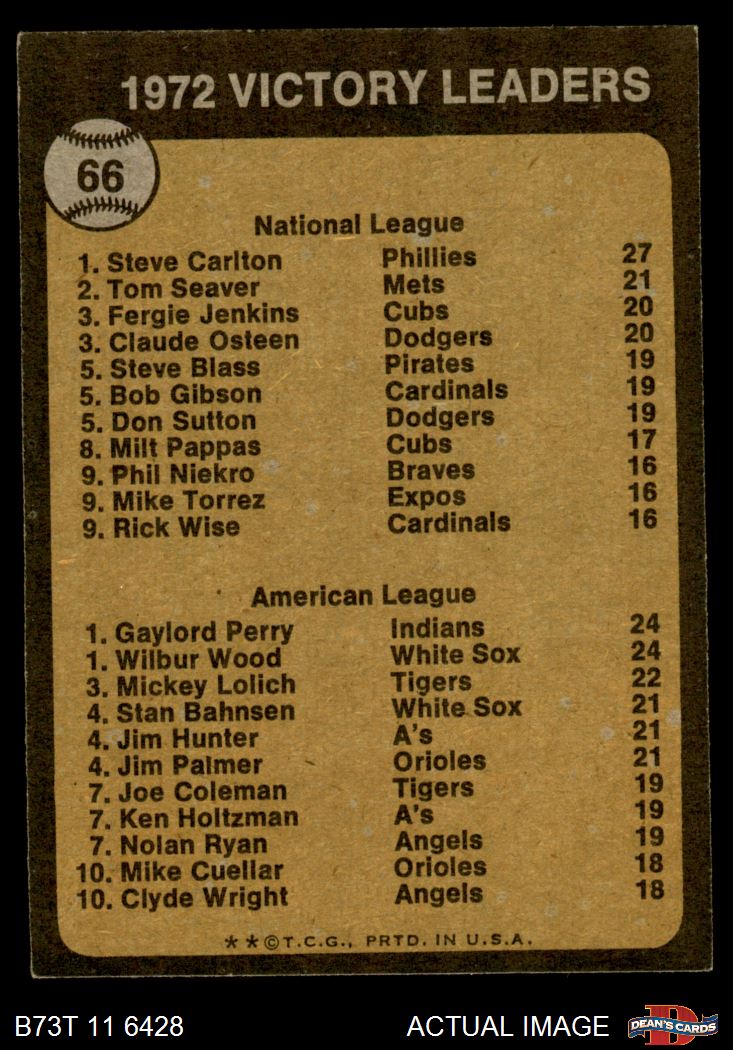 1972 VICTORY LEADERS
66
National League
1. Steve Carlton Phillies 27
2. Tom Seaver Mets 21
3. Fergie Jenkins Cubs 20
3. Claude Osteen Dodgers 20
5. Steve Blass Pirates 19
5. Bob Gibson Cardinals 19
5. Don Sutton Dodgers 19
8. Milt Pappas Cubs 17
9. Phil Niekro Braves 16
9. Mike Torrez Expos 16
9. Rick Wise Cardinals 16
American League
1. Gaylord Perry Indians 24
1. Wilbur Wood White Sox 24
3. Mickey Lolich Tigers 22
4. Stan Bahnsen White Sox 21
4. Jim Hunter A's 21
4. Jim Palmer Orioles 21
7. Joe Coleman Tigers 19
7. Ken Holtzman A's 19
7. Nolan Ryan Angels 19
10. Mike Cuellar Orioles 18
10. Clyde Wright Angels 18
**©T.C.G., PRTD. IN U.S.A.
B73T 11 6428 ACTUAL IMAGE D DEAN'S CARDS